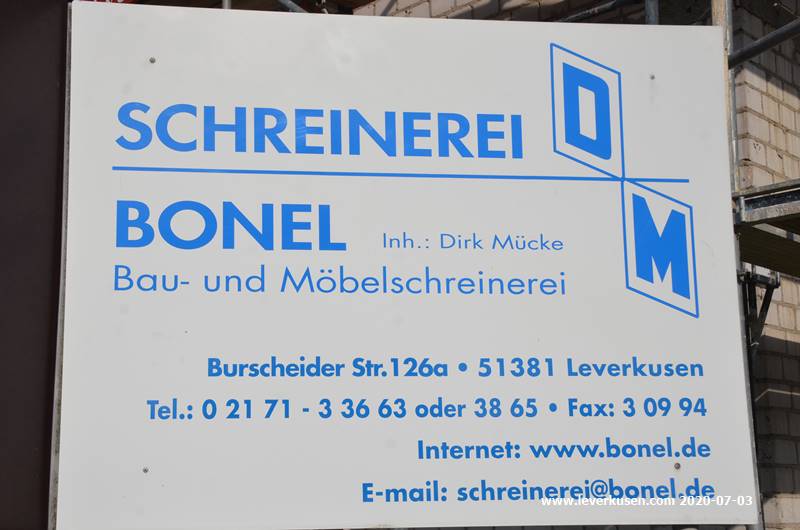 SCHREINEREI
D
BONEL Inh.: Dirk Mücke
M
Bau- und Möbelschreinerei
Burscheider Str.126a • 51381 Leverkusen
Tel.: 0 21 71 - 3 36 63 oder 38 65 • Fax: 3 09 94
Internet: www.bonel.de
E-mail: schreinerei@bonel.de
www.leverkusen.com 2020-07-03